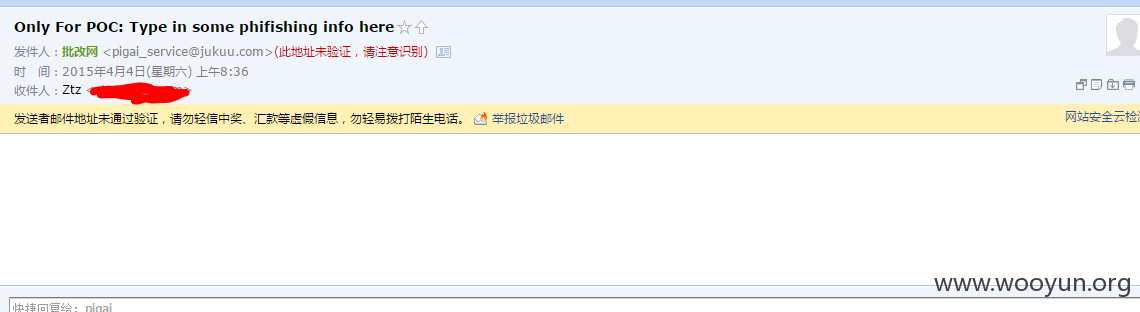 Only For POC: Type in some phifishing info here
发件人：批改网 <pigai_service@jukuu.com>(此地址未验证，请注意识别)
时　间：2015年4月4日(星期六) 上午8:36
收件人：Ztz <
发送者邮件地址未通过验证，请勿轻信中奖、汇款等虚假信息，勿轻易拨打陌生电话。 举报垃圾邮件
网站安全云检测
www.wooyun.org
快捷回复给：pigai